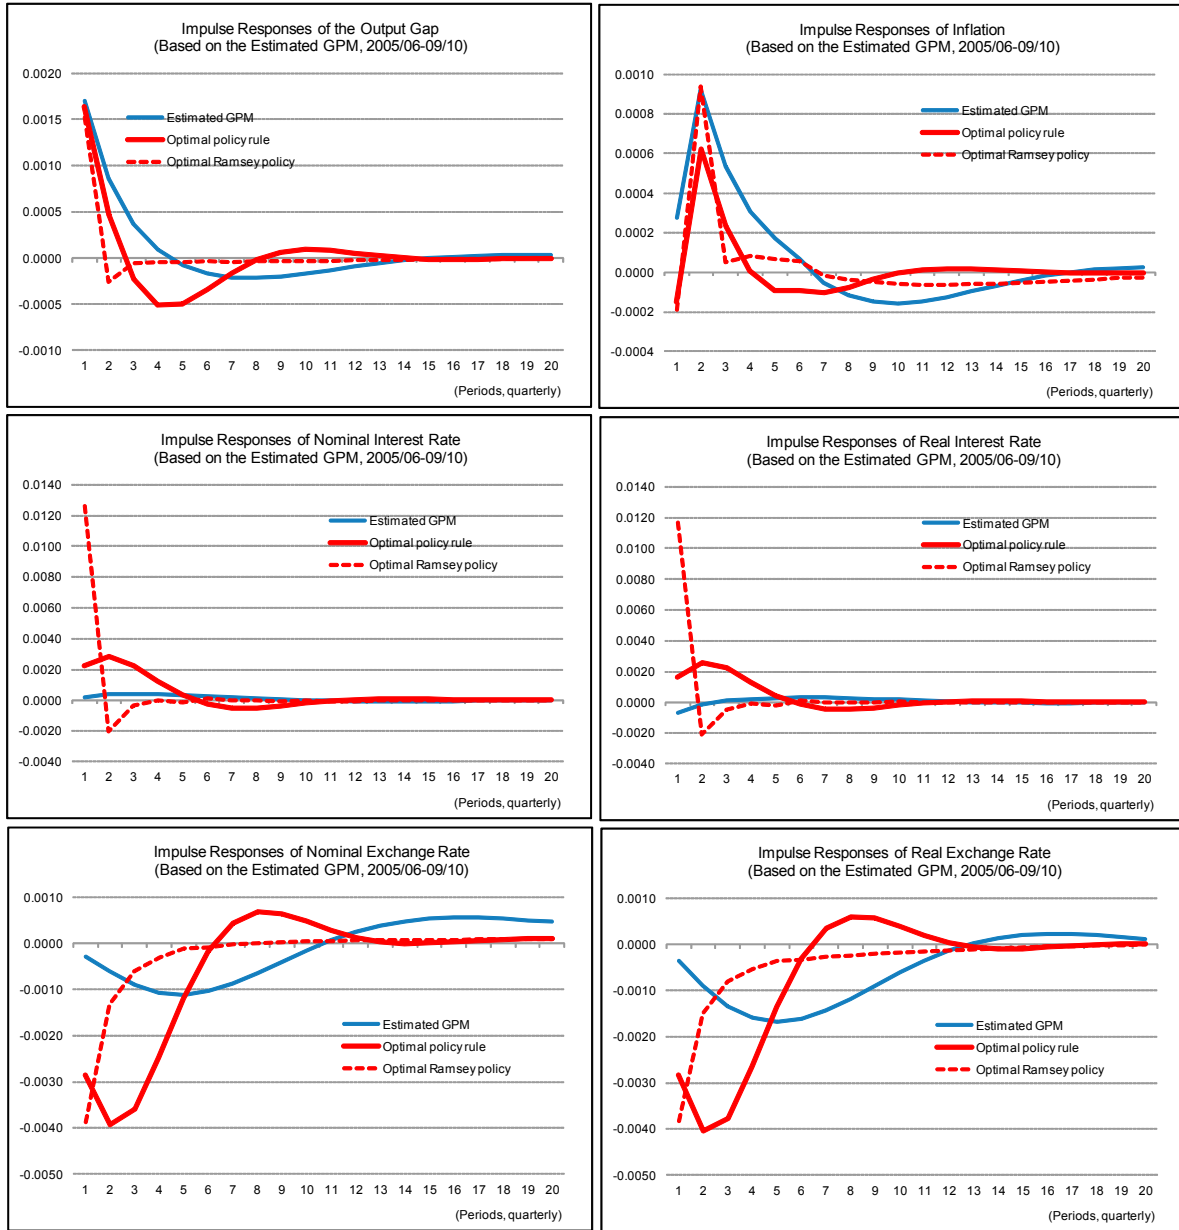 Impulse Responses of the Output Gap
(Based on the Estimated GPM, 2005/06-09/10)
0.0020
0.0015
0.0010
0.0005
0.0000
-0.0005
-0.0010
Estimated GPM
Optimal policy rule
Optimal Ramsey policy
1 2 3 4 5 6 7 8 9 10 11 12 13 14 15 16 17 18 19 20
(Periods, quarterly)
Impulse Responses of Inflation
(Based on the Estimated GPM, 2005/06-09/10)
0.0010
0.0008
0.0006
0.0004
0.0002
0.0000
-0.0002
-0.0004
Estimated GPM
Optimal policy rule
Optimal Ramsey policy
1 2 3 4 5 6 7 8 9 10 11 12 13 14 15 16 17 18 19 20
(Periods, quarterly)
Impulse Responses of Nominal Interest Rate
(Based on the Estimated GPM, 2005/06-09/10)
0.0140
0.0120
0.0100
0.0080
0.0060
0.0040
0.0020
0.0000
-0.0020
-0.0040
Estimated GPM
Optimal policy rule
Optimal Ramsey policy
1 2 3 4 5 6 7 8 9 10 11 12 13 14 15 16 17 18 19 20
(Periods, quarterly)
Impulse Responses of Real Interest Rate
(Based on the Estimated GPM, 2005/06-09/10)
0.0140
0.0120
0.0100
0.0080
0.0060
0.0040
0.0020
0.0000
-0.0020
-0.0040
Estimated GPM
Optimal policy rule
Optimal Ramsey policy
1 2 3 4 5 6 7 8 9 10 11 12 13 14 15 16 17 18 19 20
(Periods, quarterly)
Impulse Responses of Nominal Exchange Rate
(Based on the Estimated GPM, 2005/06-09/10)
0.0010
0.0000
-0.0010
-0.0020
-0.0030
-0.0040
-0.0050
Estimated GPM
Optimal policy rule
Optimal Ramsey policy
1 2 3 4 5 6 7 8 9 10 11 12 13 14 15 16 17 18 19 20
(Periods, quarterly)
Impulse Responses of Real Exchange Rate
(Based on the Estimated GPM, 2005/06-09/10)
0.0010
0.0000
-0.0010
-0.0020
-0.0030
-0.0040
-0.0050
Estimated GPM
Optimal policy rule
Optimal Ramsey policy
1 2 3 4 5 6 7 8 9 10 11 12 13 14 15 16 17 18 19 20
(Periods, quarterly)